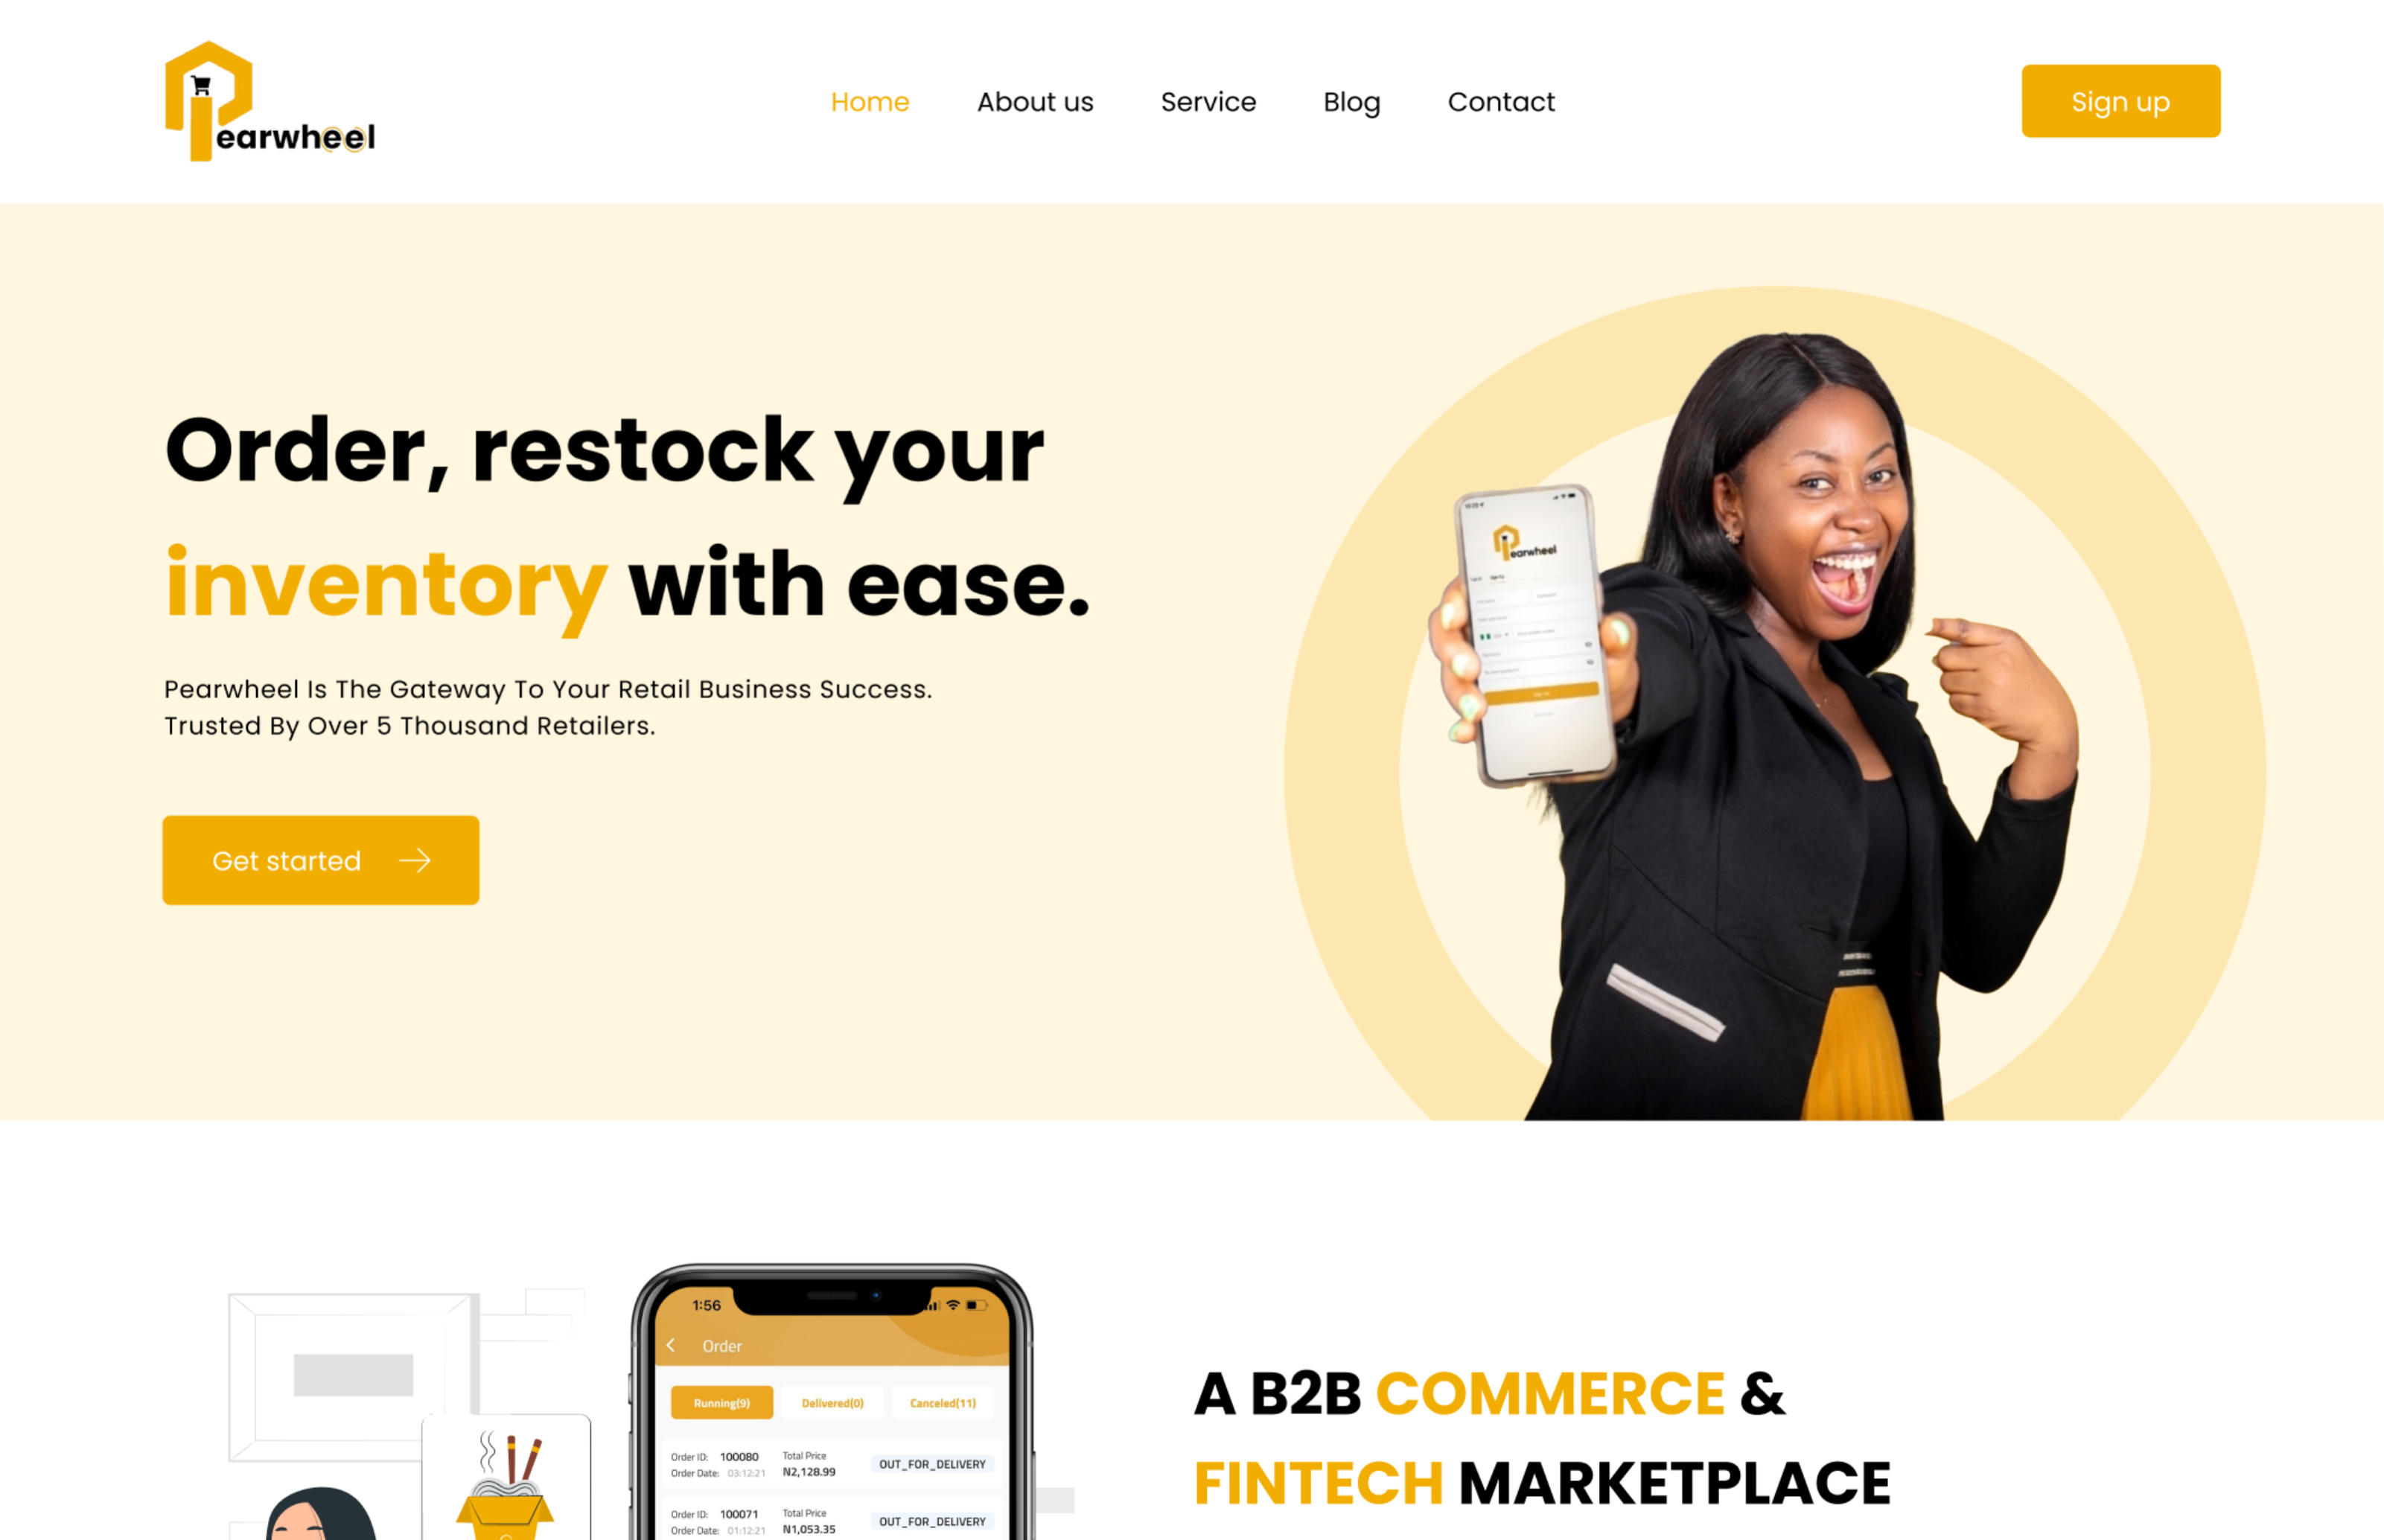 earwheel
Home
About us
Service
Blog
Contact
Sign up
Order, restock your
inventory with ease.
Pearwheel Is The Gateway To Your Retail Business Success.
Trusted By Over 5 Thousand Retailers.
Get started
earwheel
Sign Up
1:56
Order
Running(9)
Delivered(0)
Canceled(11)
Order ID: 100080 Total Price
OUT_FOR_DELIVERY
Order Date: 03:12:21 N2,128.99
Order ID: 100071 Total Price
OUT_FOR_DELIVERY
Order Date: 01:12:21 N1,053.35
A B2B COMMERCE &
FINTECH MARKETPLACE